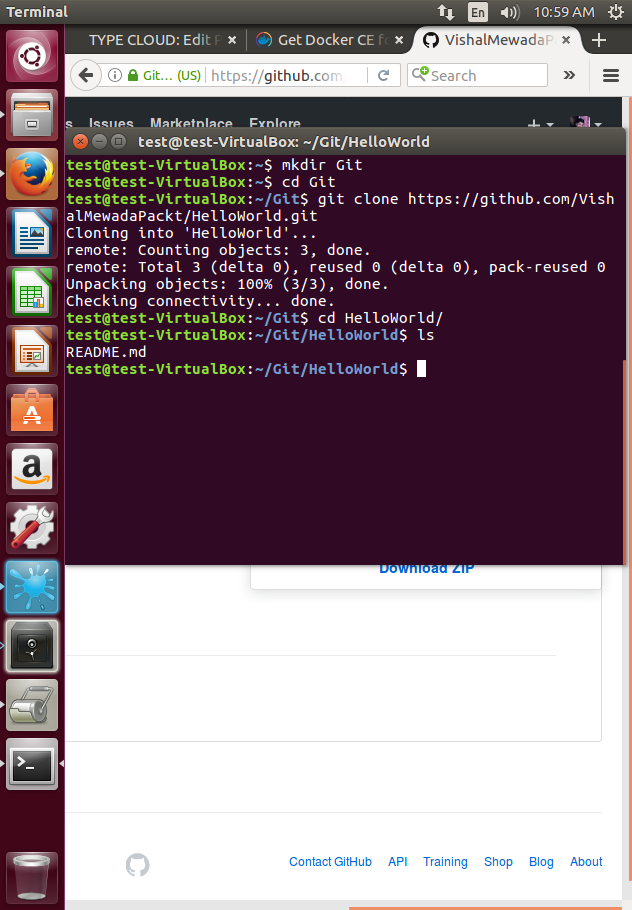 Terminal
En
10:59 AM
TYPE CLOUD: Edit P
Get Docker CE fo
VishalMewadaP
Git… (US)
https://github.com
Search
s Issues Marketplace Explore
test@test-VirtualBox: ~/Git/HelloWorld
test@test-VirtualBox:~$ mkdir Git
test@test-VirtualBox:~$ cd Git
test@test-VirtualBox:~/Git$ git clone https://github.com/Vish
alMewadaPackt/HelloWorld.git
Cloning into 'HelloWorld'...
remote: Counting objects: 3, done.
remote: Total 3 (delta 0), reused 0 (delta 0), pack-reused 0
Unpacking objects: 100% (3/3), done.
Checking connectivity... done.
test@test-VirtualBox:~/Git$ cd HelloWorld/
test@test-VirtualBox:~/Git/HelloWorld$ ls
README.md
test@test-VirtualBox:~/Git/HelloWorld$
Download ZIP
Contact GitHub API Training Shop Blog About